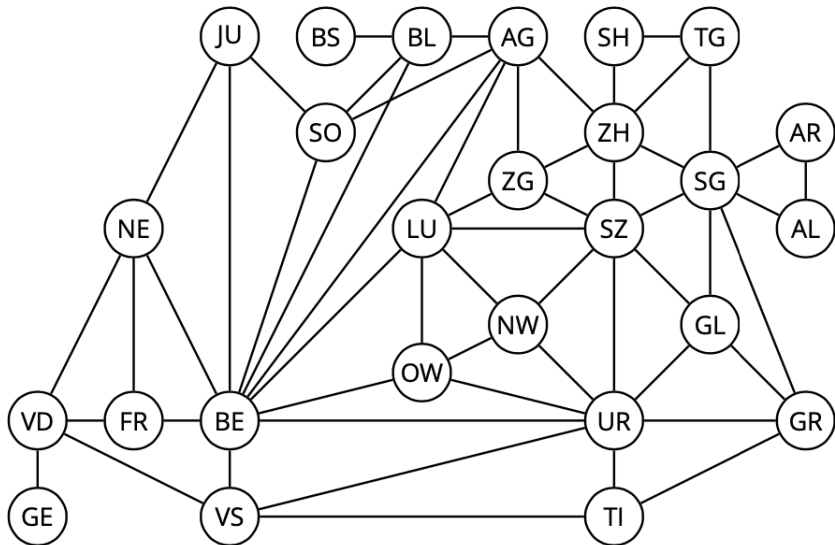 JU BS BL AG SH TG
SO ZH AR
ZG SG
NE LU SZ AL
NW GL
OW
VD FR BE UR GR
GE VS TI